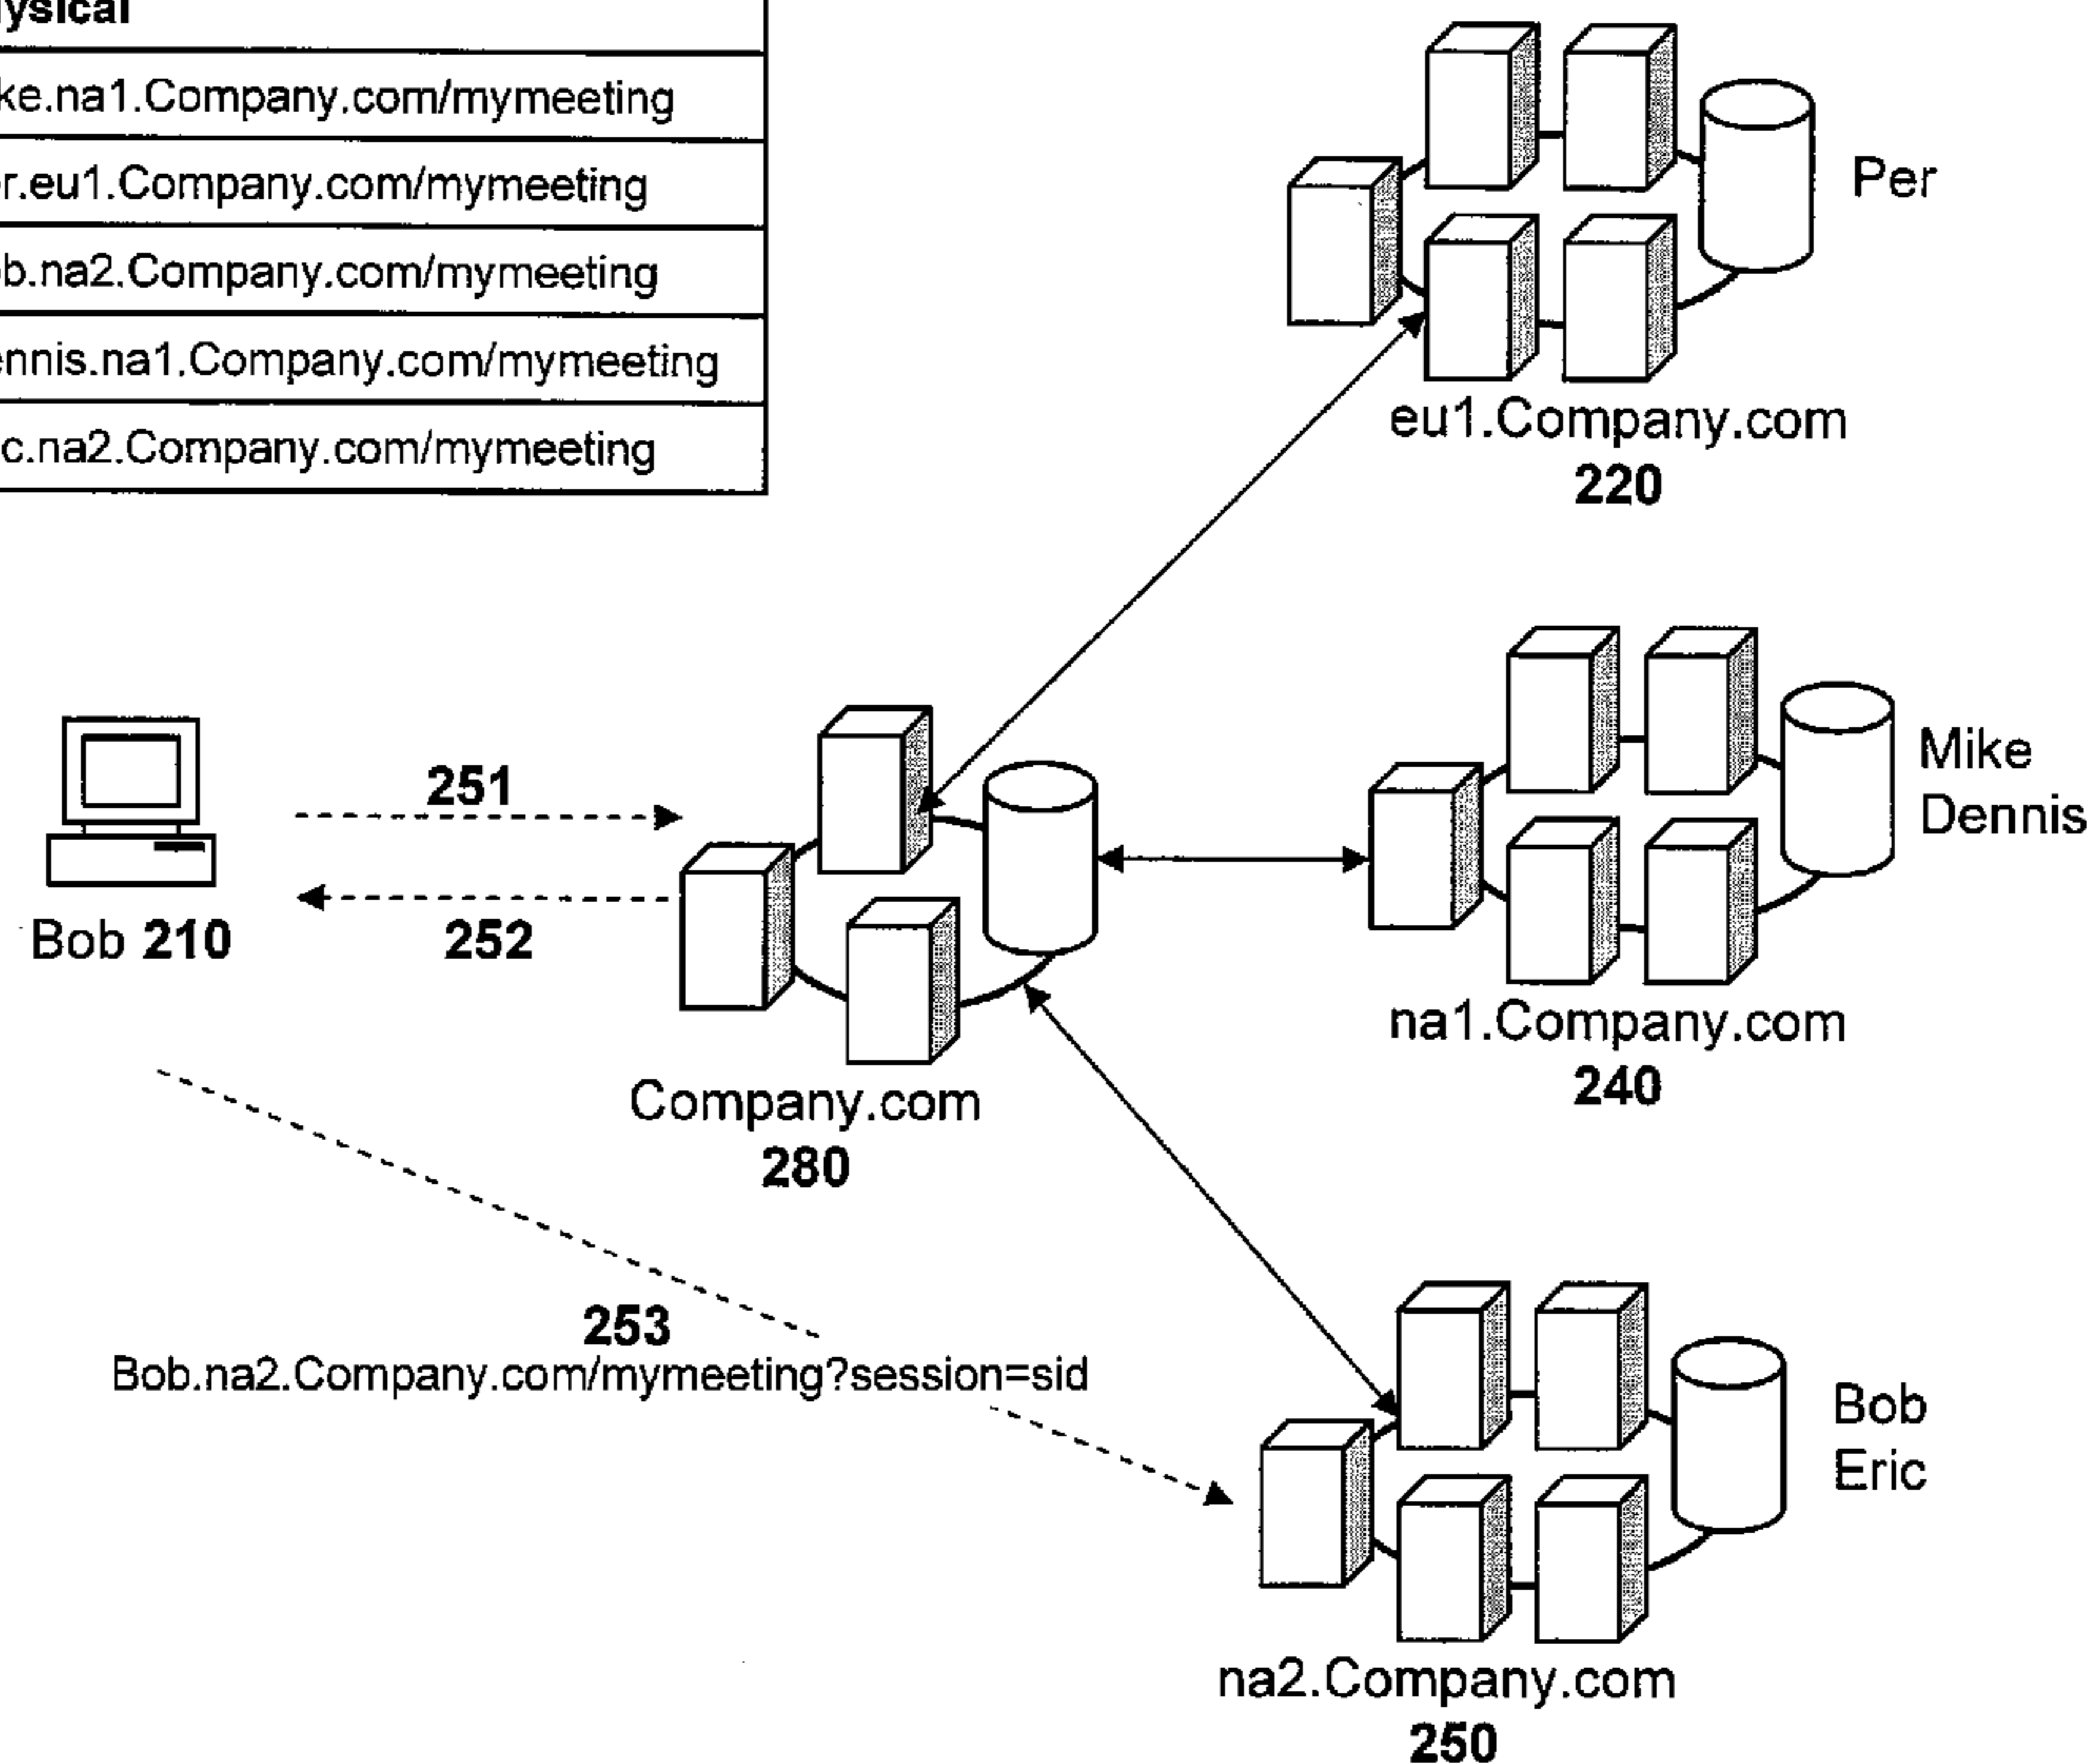 ysical
ke.na1.Company.com/mymeeting
r.eu1.Company.com/mymeeting
b.na2.Company.com/mymeeting
ennis.na1.Company.com/mymeeting
c.na2.Company.com/mymeeting
Per
eu1.Company.com
220
Mike
Dennis
251
252
Bob 210
na1.Company.com
240
Company.com
280
253
Bob.na2.Company.com/mymeeting?session=sid
Bob
Eric
na2.Company.com
250